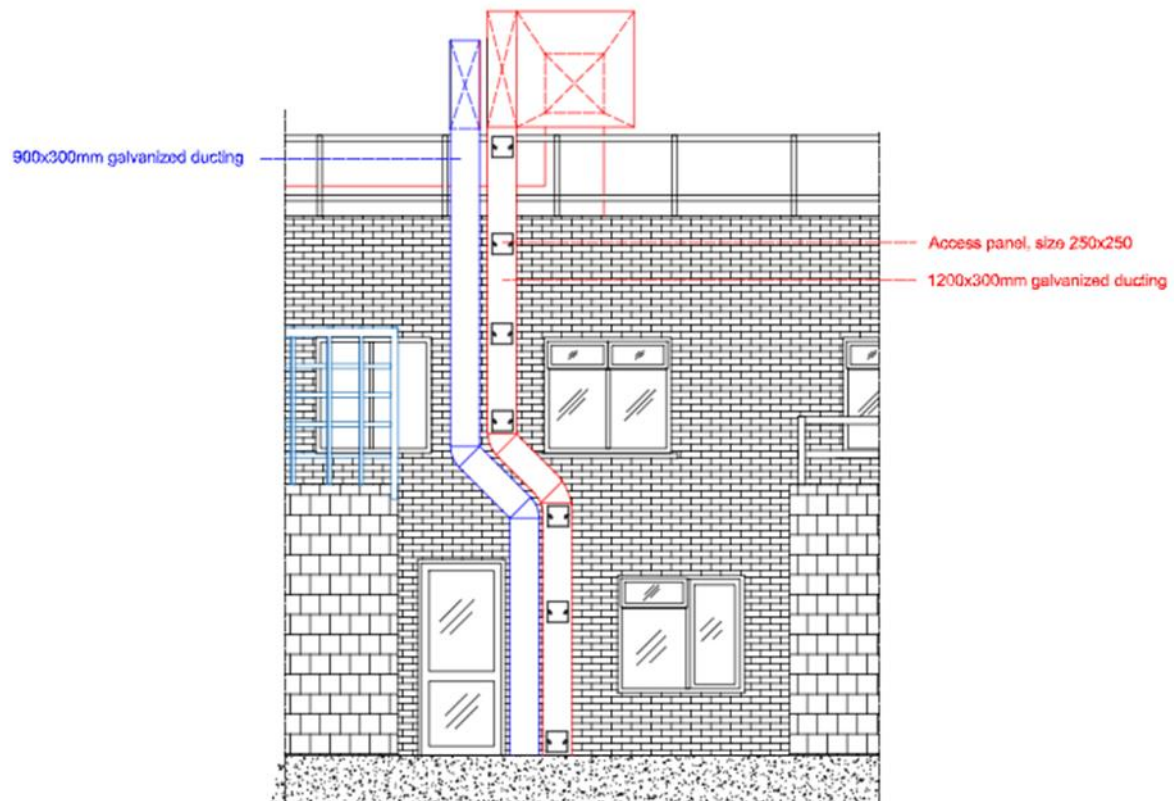 900x300mm galvanized ducting
Access panel, size 250x250
1200x300mm galvanized ducting